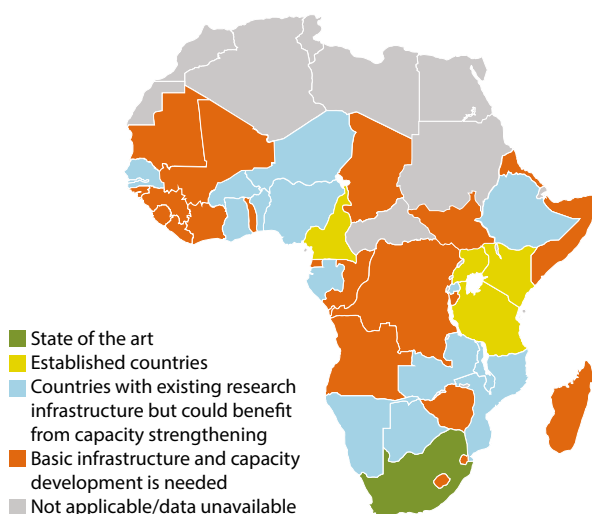 State of the art
Established countries
Countries with existing research
infrastructure but could benefit
from capacity strengthening
Basic infrastructure and capacity
development is needed
Not applicable/data unavailable